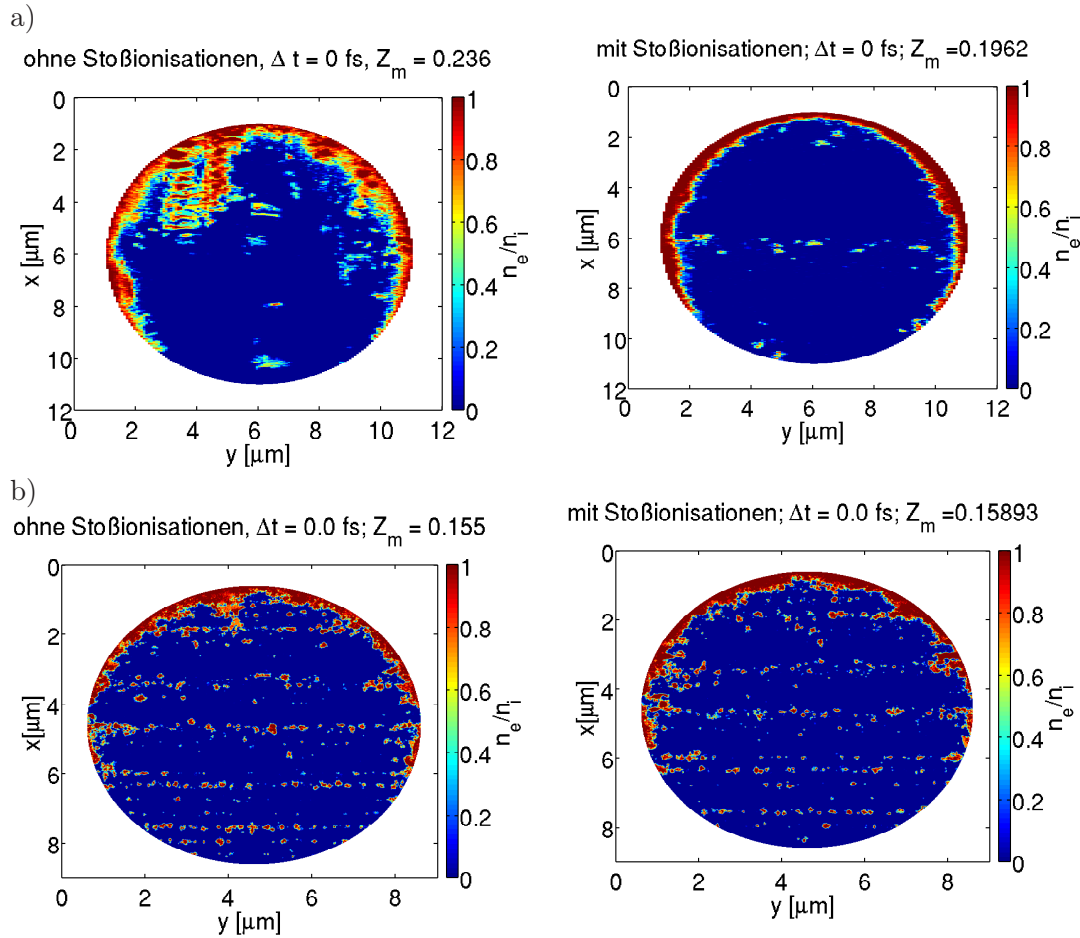 a)
ohne Stoßionisationen, Δ t = 0 fs, Z_m = 0.236
0
2
4
6
8
10
12
x [μm]
0 2 4 6 8 10 12
y [μm]
1
0.8
0.6
0.4
0.2
0
n_e/n_i
mit Stoßionisationen; Δt = 0 fs; Z_m =0.1962
0
2
4
6
8
10
12
x [μm]
0 2 4 6 8 10 12
y [μm]
1
0.8
0.6
0.4
0.2
0
n_e/n_i
b)
ohne Stoßionisationen, Δt = 0.0 fs; Z_m = 0.155
0
2
4
6
8
x[μm]
0 2 4 6 8
y [μm]
1
0.8
0.6
0.4
0.2
0
n_e/n_i
mit Stoßionisationen; Δt = 0.0 fs; Z_m =0.15893
0
2
4
6
8
x[μm]
0 2 4 6 8
y [μm]
1
0.8
0.6
0.4
0.2
0
n_e/n_i